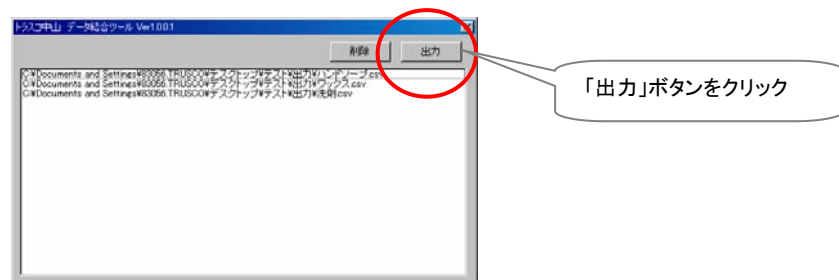 トラスコ中山 データ結合ツール Ver1.0.0.1
削除
出力
C:¥Documents and Settings¥83056.TRUSCO¥デスクトップ¥テスト¥出力¥ハンドソープ.csv
C:¥Documents and Settings¥83056.TRUSCO¥デスクトップ¥テスト¥出力¥ワックス.csv
C:¥Documents and Settings¥83056.TRUSCO¥デスクトップ¥テスト¥出力¥洗剤.csv
「出力」ボタンをクリック